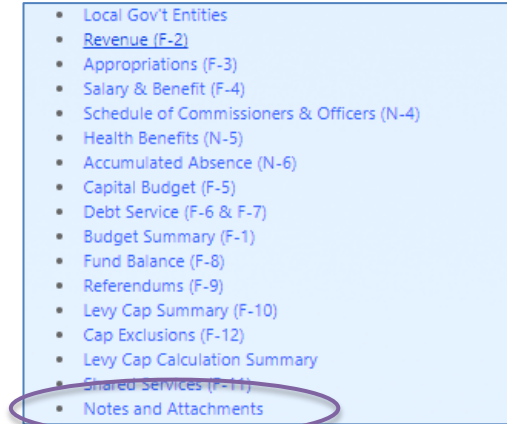 • Local Gov't Entities
• Revenue (F-2)
• Appropriations (F-3)
• Salary & Benefit (F-4)
• Schedule of Commissioners & Officers (N-4)
• Health Benefits (N-5)
• Accumulated Absence (N-6)
• Capital Budget (F-5)
• Debt Service (F-6 & F-7)
• Budget Summary (F-1)
• Fund Balance (F-8)
• Referendums (F-9)
• Levy Cap Summary (F-10)
• Cap Exclusions (F-12)
• Levy Cap Calculation Summary
• Shared Services (F-11)
• Notes and Attachments